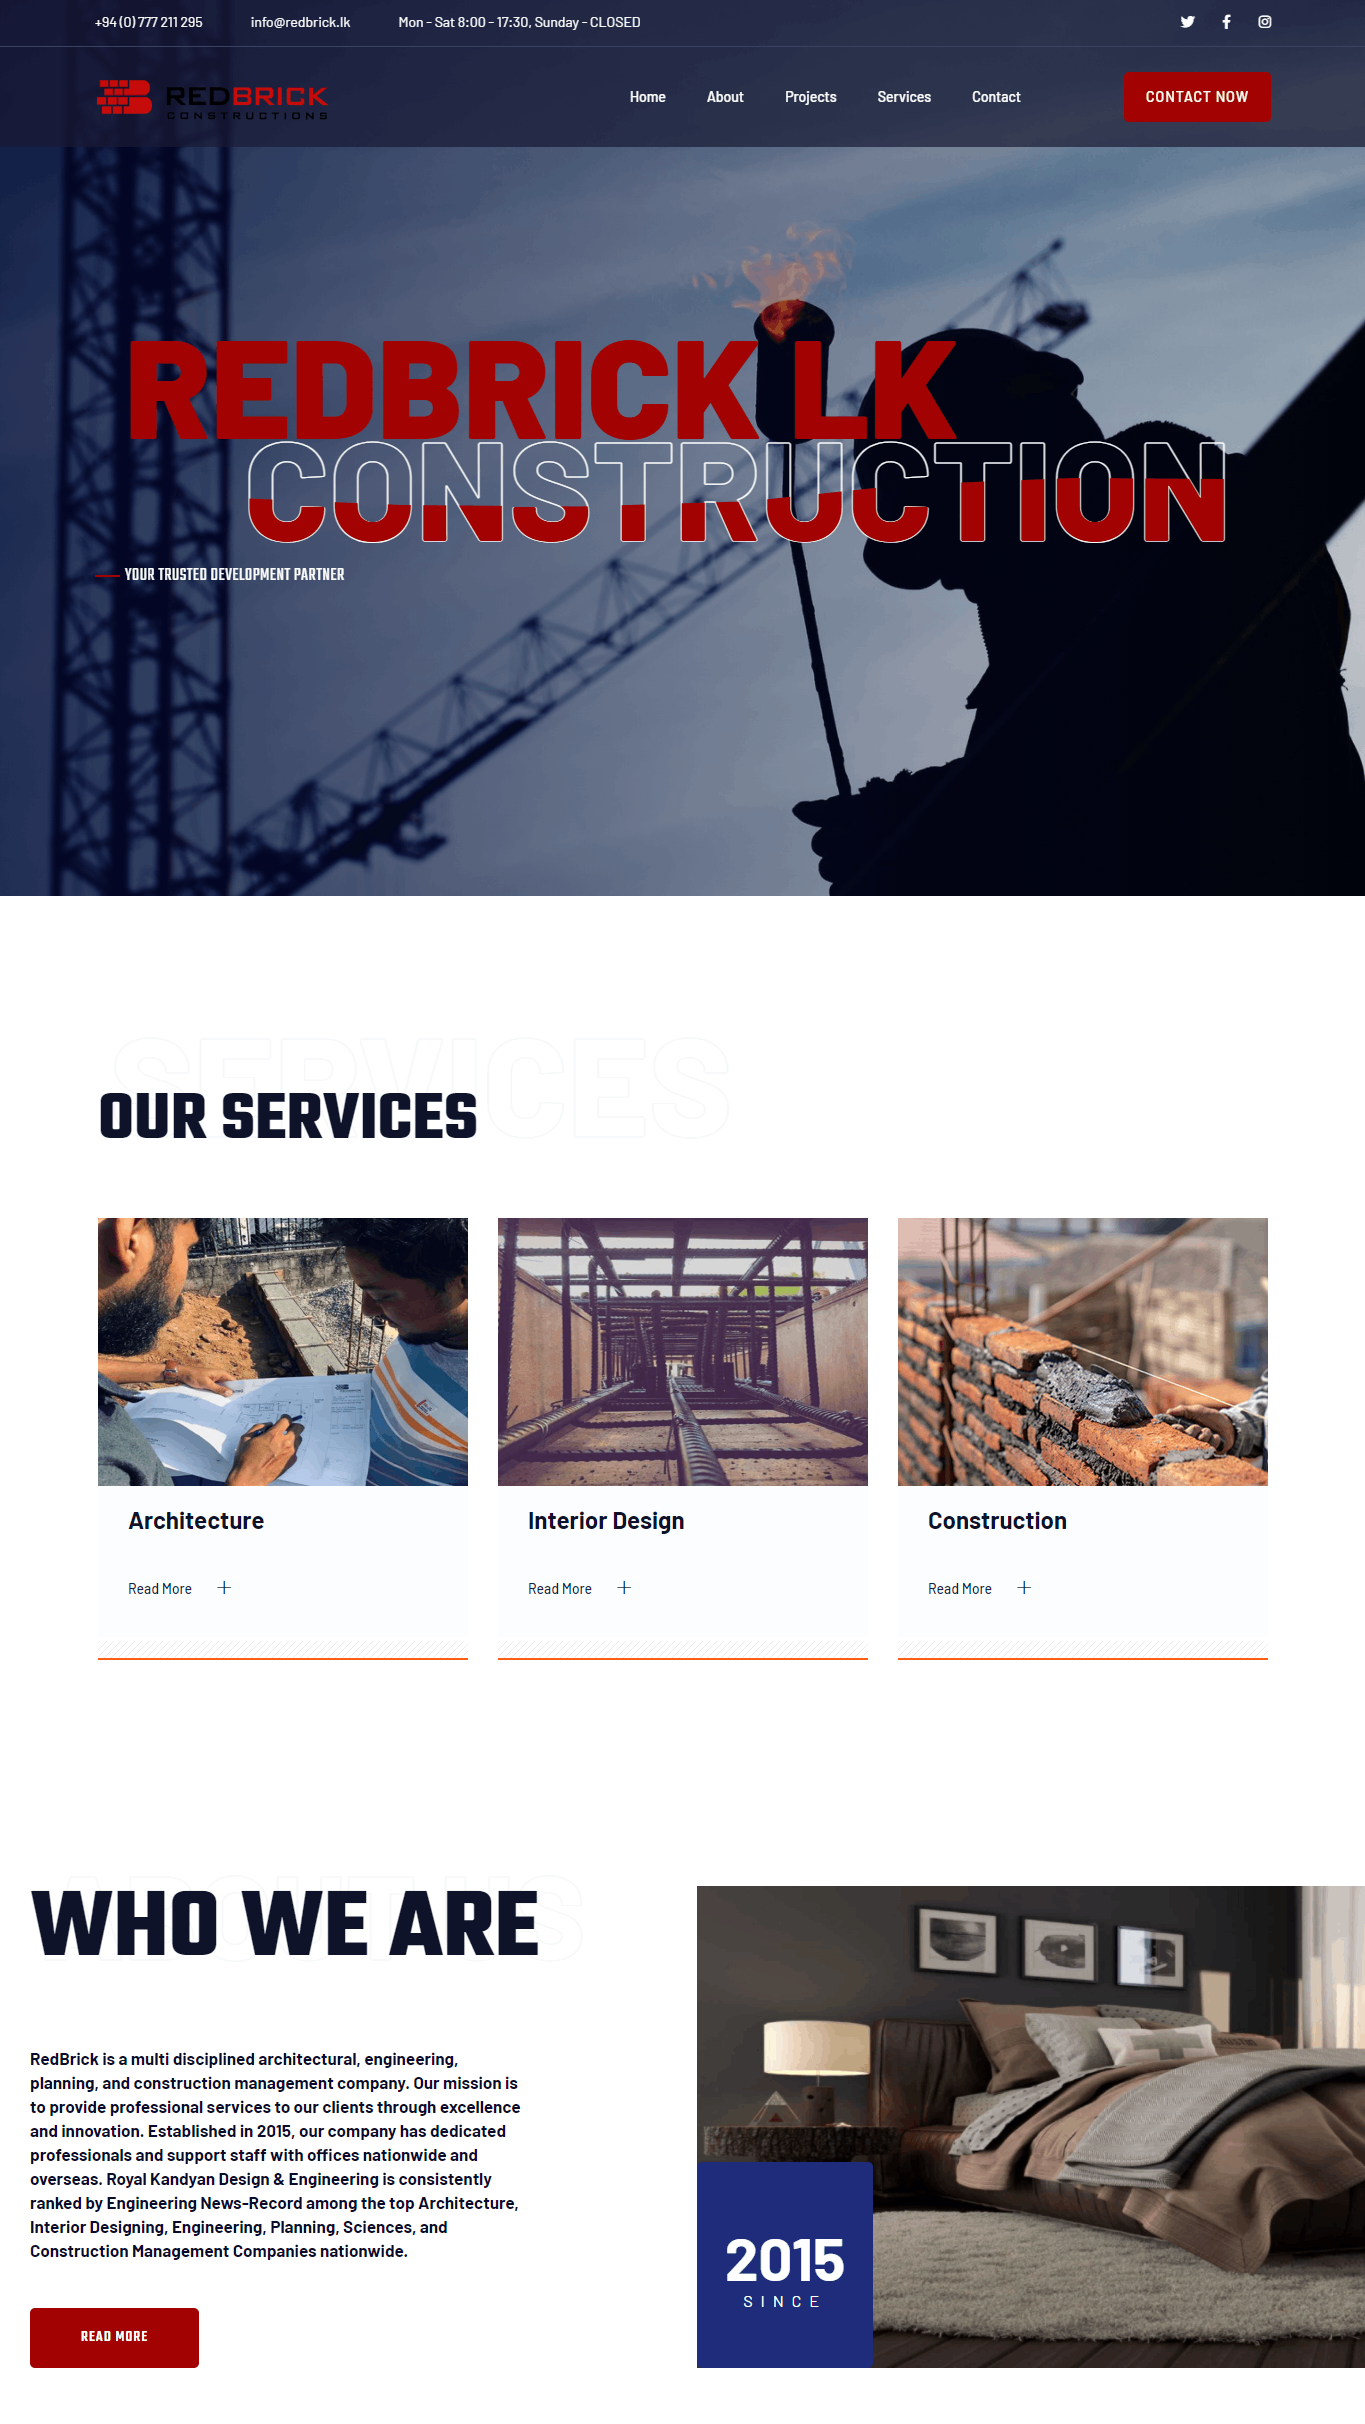 +94 (0) 777 211 295
info@redbrick.lk
Mon - Sat 8:00 - 17:30, Sunday - CLOSED
REDBRICK
CONSTRUCTIONS
Home
About
Projects
Services
Contact
CONTACT NOW
REDBRICK LK
CONSTRUCTION
YOUR TRUSTED DEVELOPMENT PARTNER
SERVICES
OUR SERVICES
Architecture
Read More
Interior Design
Read More
Construction
Read More
ABOUT US
WHO WE ARE
RedBrick is a multi disciplined architectural, engineering,
planning, and construction management company. Our mission is
to provide professional services to our clients through excellence
and innovation. Established in 2015, our company has dedicated
professionals and support staff with offices nationwide and
overseas. Royal Kandyan Design & Engineering is consistently
ranked by Engineering News-Record among the top Architecture,
Interior Designing, Engineering, Planning, Sciences, and
Construction Management Companies nationwide.
READ MORE
2015
SINCE